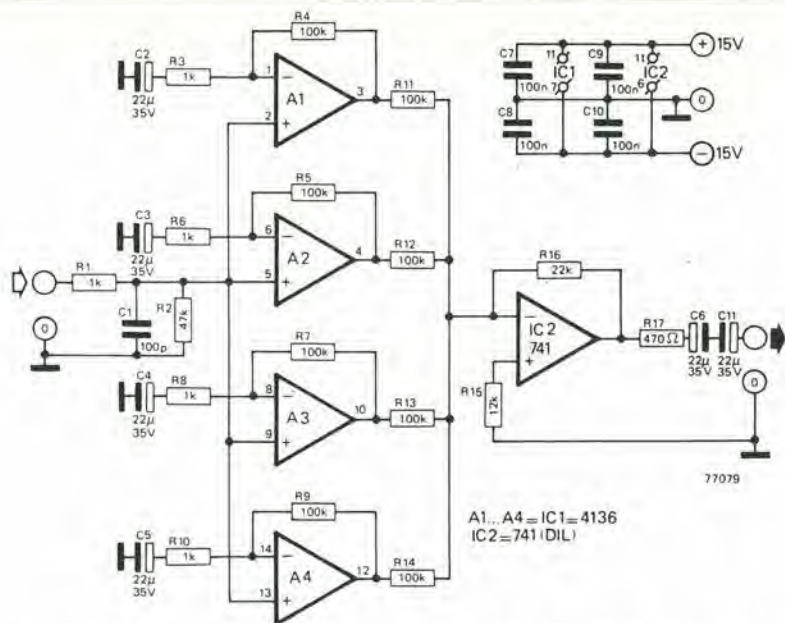 C2
22µ
35V
R3
1k
R4
100k
1
−
2
+
A1
3
R11
100k
C3
22µ
35V
R6
1k
R5
100k
6
−
5
+
A2
4
R12
100k
R1
1k
0
C1
100p
R2
47k
C4
22µ
35V
R8
1k
R7
100k
8
−
9
+
A3
10
R13
100k
C5
22µ
35V
R10
1k
R9
100k
14
−
13
+
A4
12
R14
100k
C7
100n
11
IC1
7
C9
100n
11
IC2
6
+ 15V
0
C8
100n
C10
100n
− 15V
R16
22k
−
IC2
741
+
R15
12k
R17
470 Ω
C6
22µ
35V
C11
22µ
35V
0
77079
A1...A4 = IC1 = 4136
IC2 = 741 (DIL)